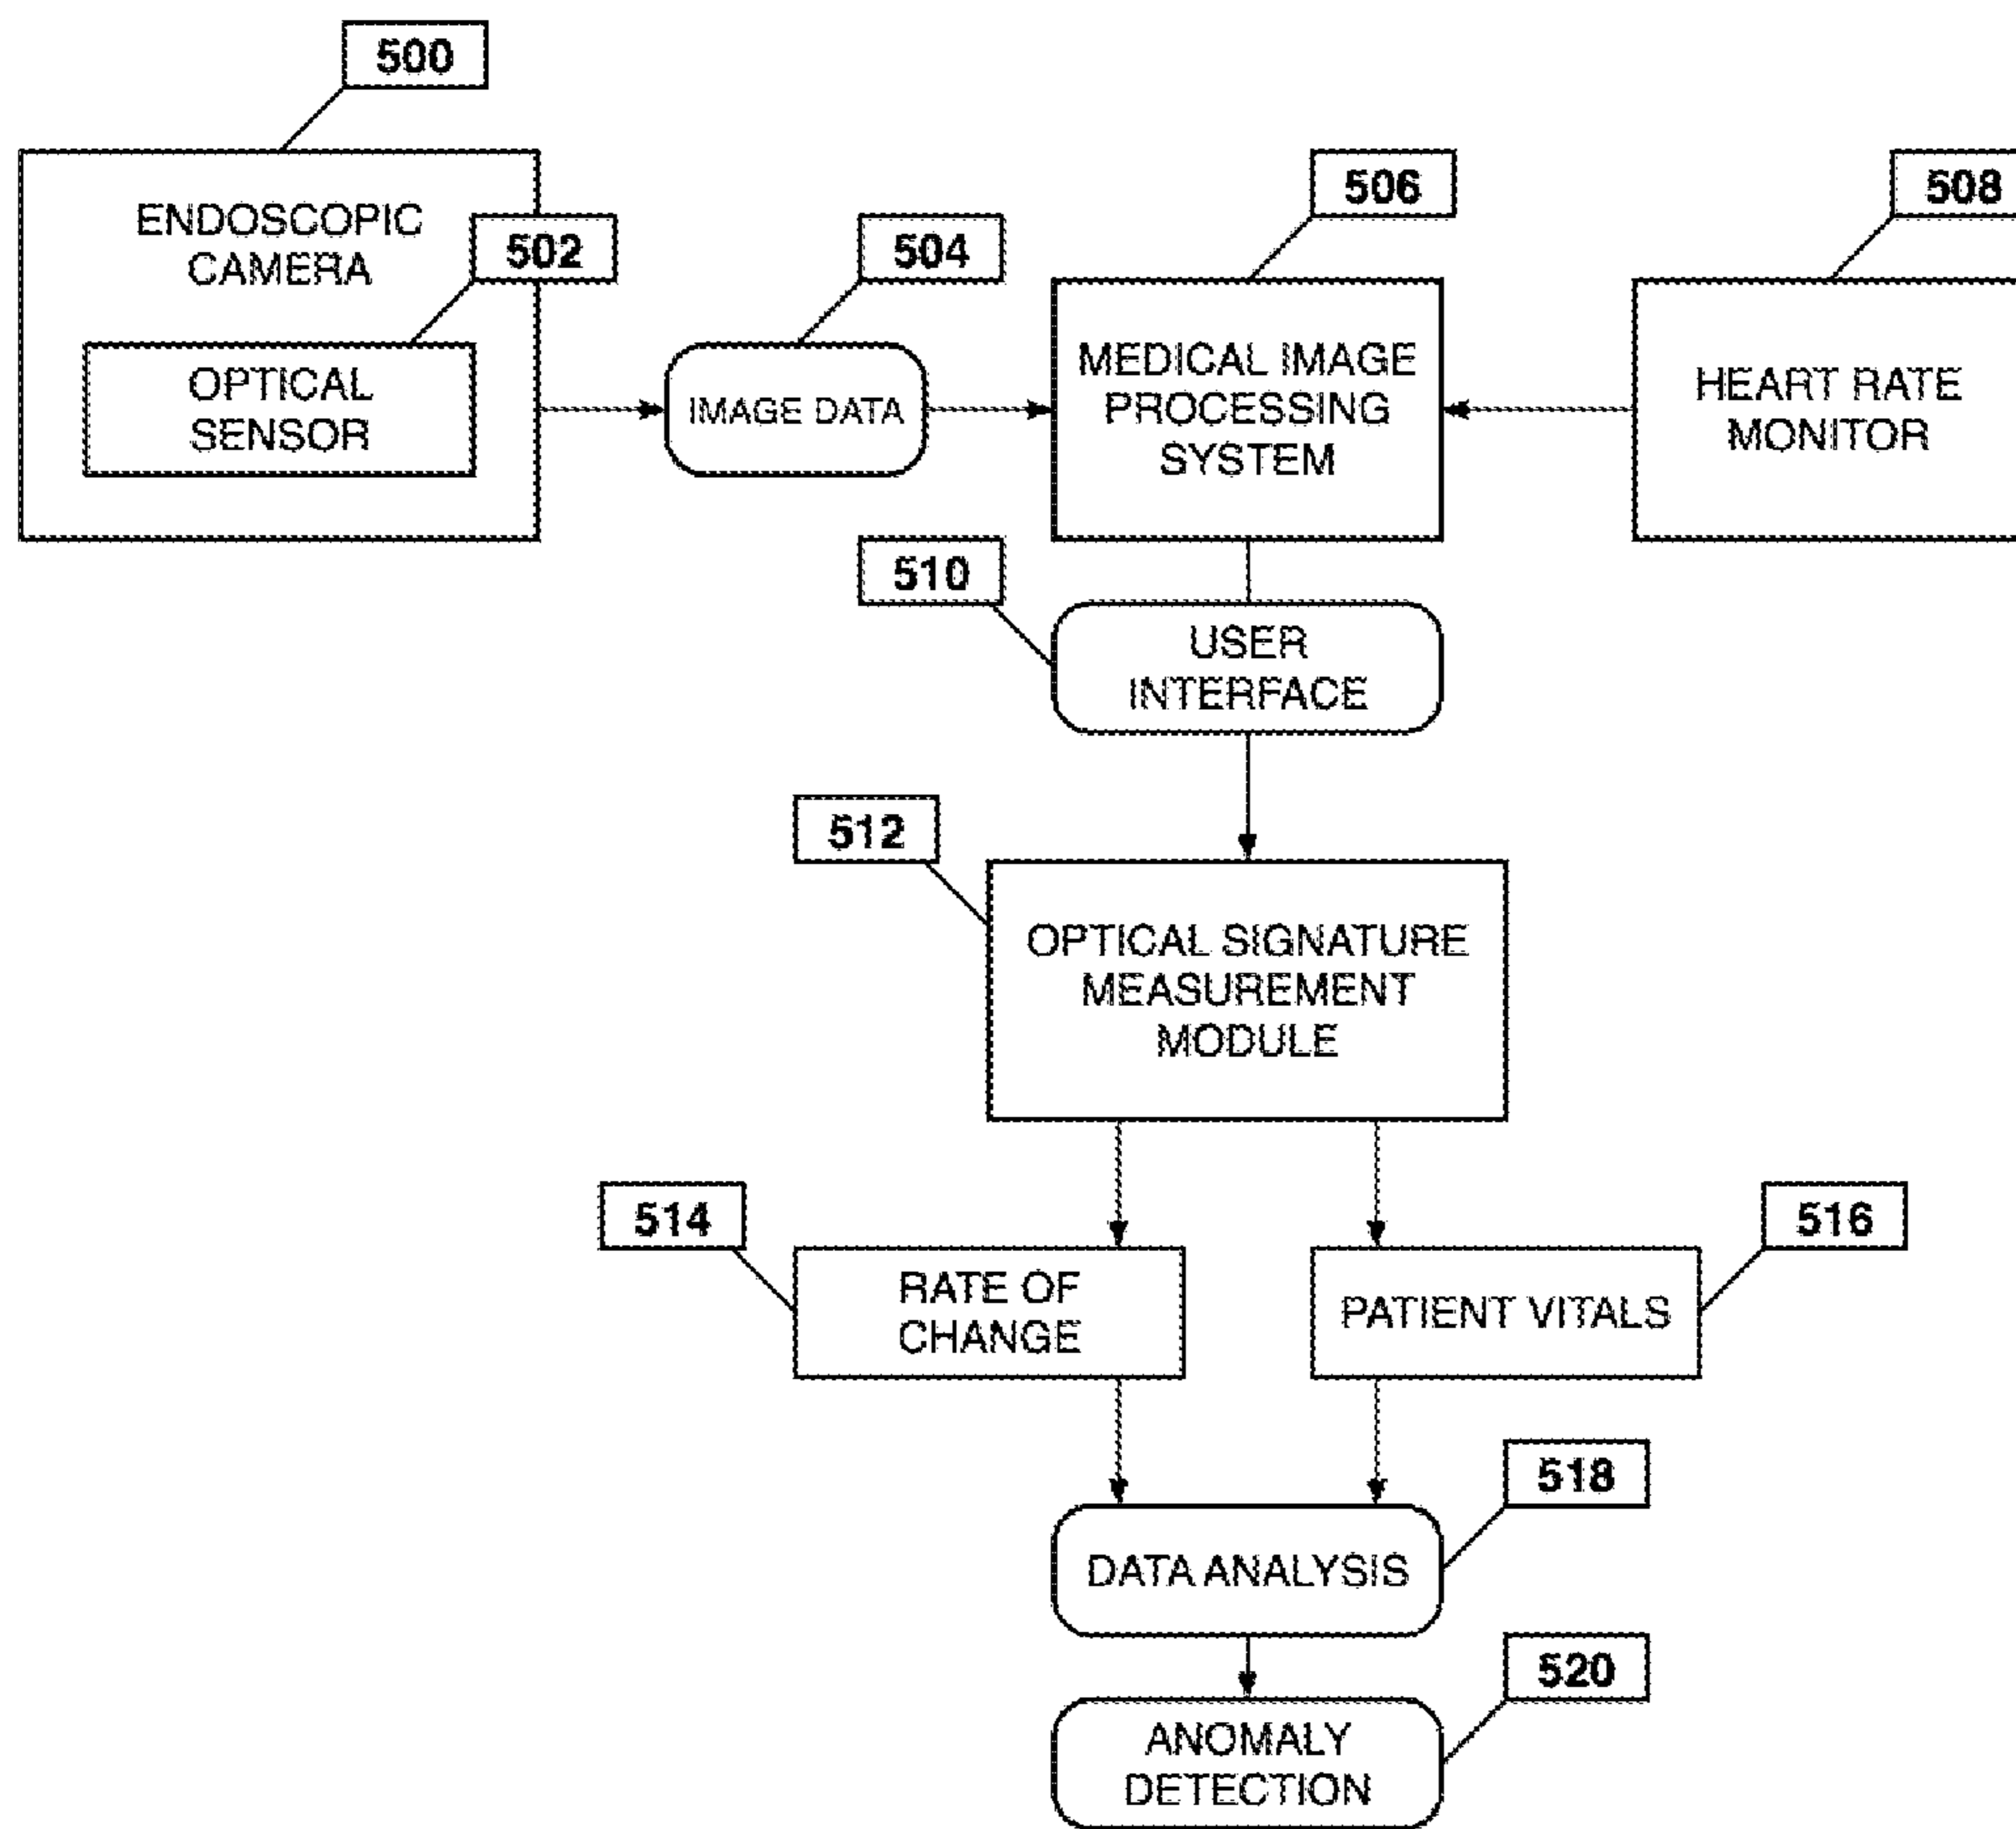 500
ENDOSCOPIC
CAMERA
502
OPTICAL
SENSOR
504
IMAGE DATA
506
MEDICAL IMAGE
PROCESSING
SYSTEM
508
HEART RATE
MONITOR
510
USER
INTERFACE
512
OPTICAL SIGNATURE
MEASUREMENT
MODULE
514
RATE OF
CHANGE
516
PATIENT VITALS
518
DATA ANALYSIS
520
ANOMALY
DETECTION